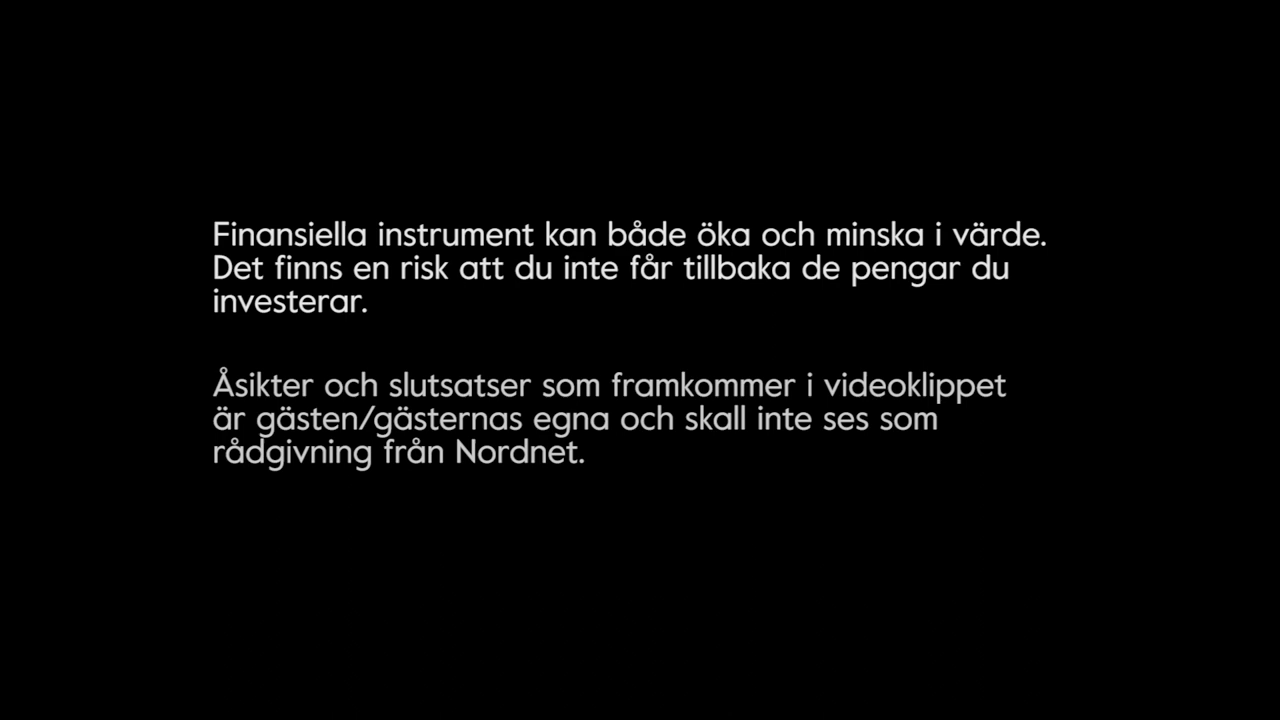 Finansiella instrument kan både öka och minska i värde.
Det finns en risk att du inte får tillbaka de pengar du
investerar.
Åsikter och slutsatser som framkommer i videoklippet
är gästen/gästernas egna och skall inte ses som
rådgivning från Nordnet.